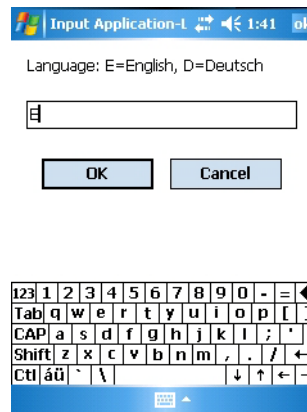 Input Application-L 1:41 ok
Language: E=English, D=Deutsch
E
OK Cancel
123 1 2 3 4 5 6 7 8 9 0 - =
Tab q w e r t y u i o p [ ]
CAP a s d f g h j k l ; '
Shift z x c v b n m , . /
Ctl áü ` \